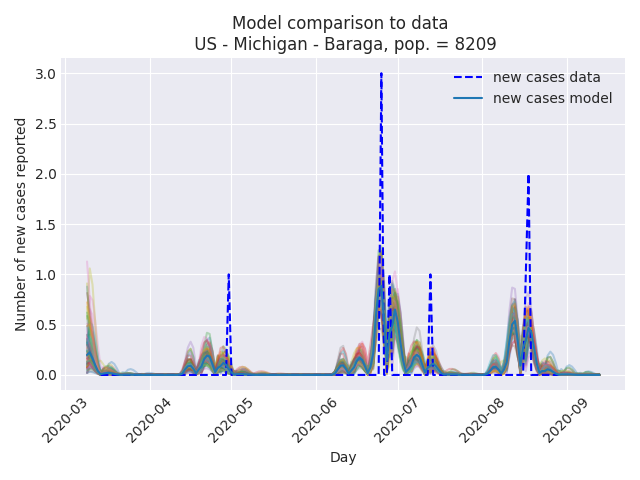 Model comparison to data
US - Michigan - Baraga, pop. = 8209
new cases data
new cases model
Number of new cases reported
3.0
2.5
2.0
1.5
1.0
0.5
0.0
2020-03
2020-04
2020-05
2020-06
2020-07
2020-08
2020-09
Day